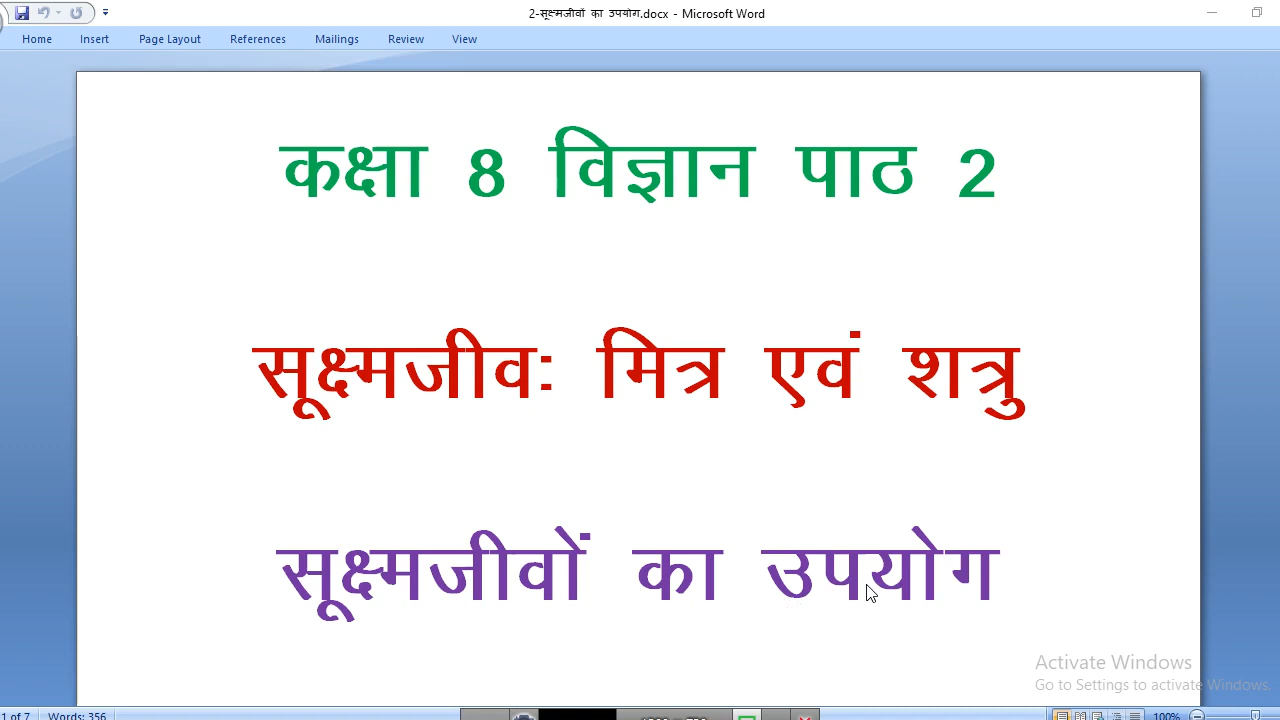 2-सूक्ष्मजीवों का उपयोग.docx - Microsoft Word
Home Insert Page Layout References Mailings Review View
कक्षा 8 विज्ञान पाठ 2
सूक्ष्मजीव: मित्र एवं शत्रु
सूक्ष्मजीवों का उपयोग
Activate Windows
Go to Settings to activate Windows.
1 of 7 Words: 356 100%